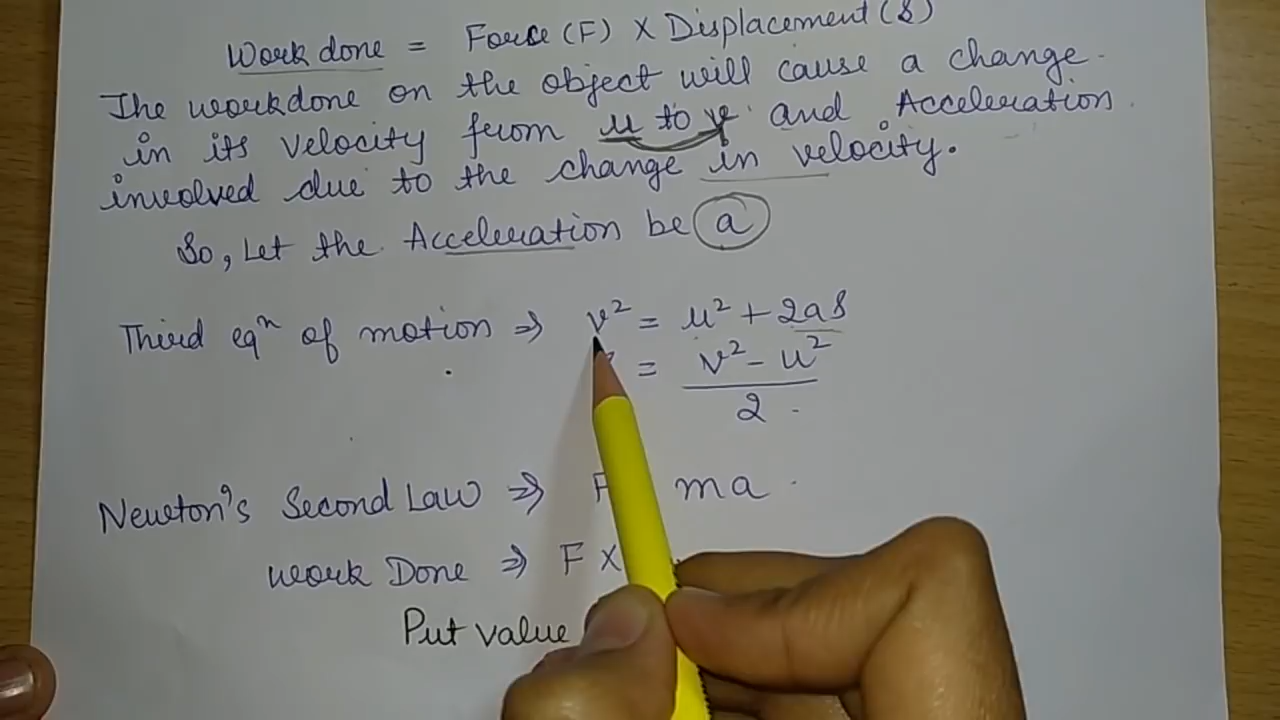 Work done = Force (F) X Displacement (S)
The workdone on the object will cause a change
in its velocity from u to v and Acceleration
involved due to the change in velocity.
So, Let the Acceleration be a
Third eqⁿ of motion ⇒ v² = u² + 2as
= v² - u² / 2
Newton's Second Law ⇒ F ma
Work Done ⇒ F X
Put value